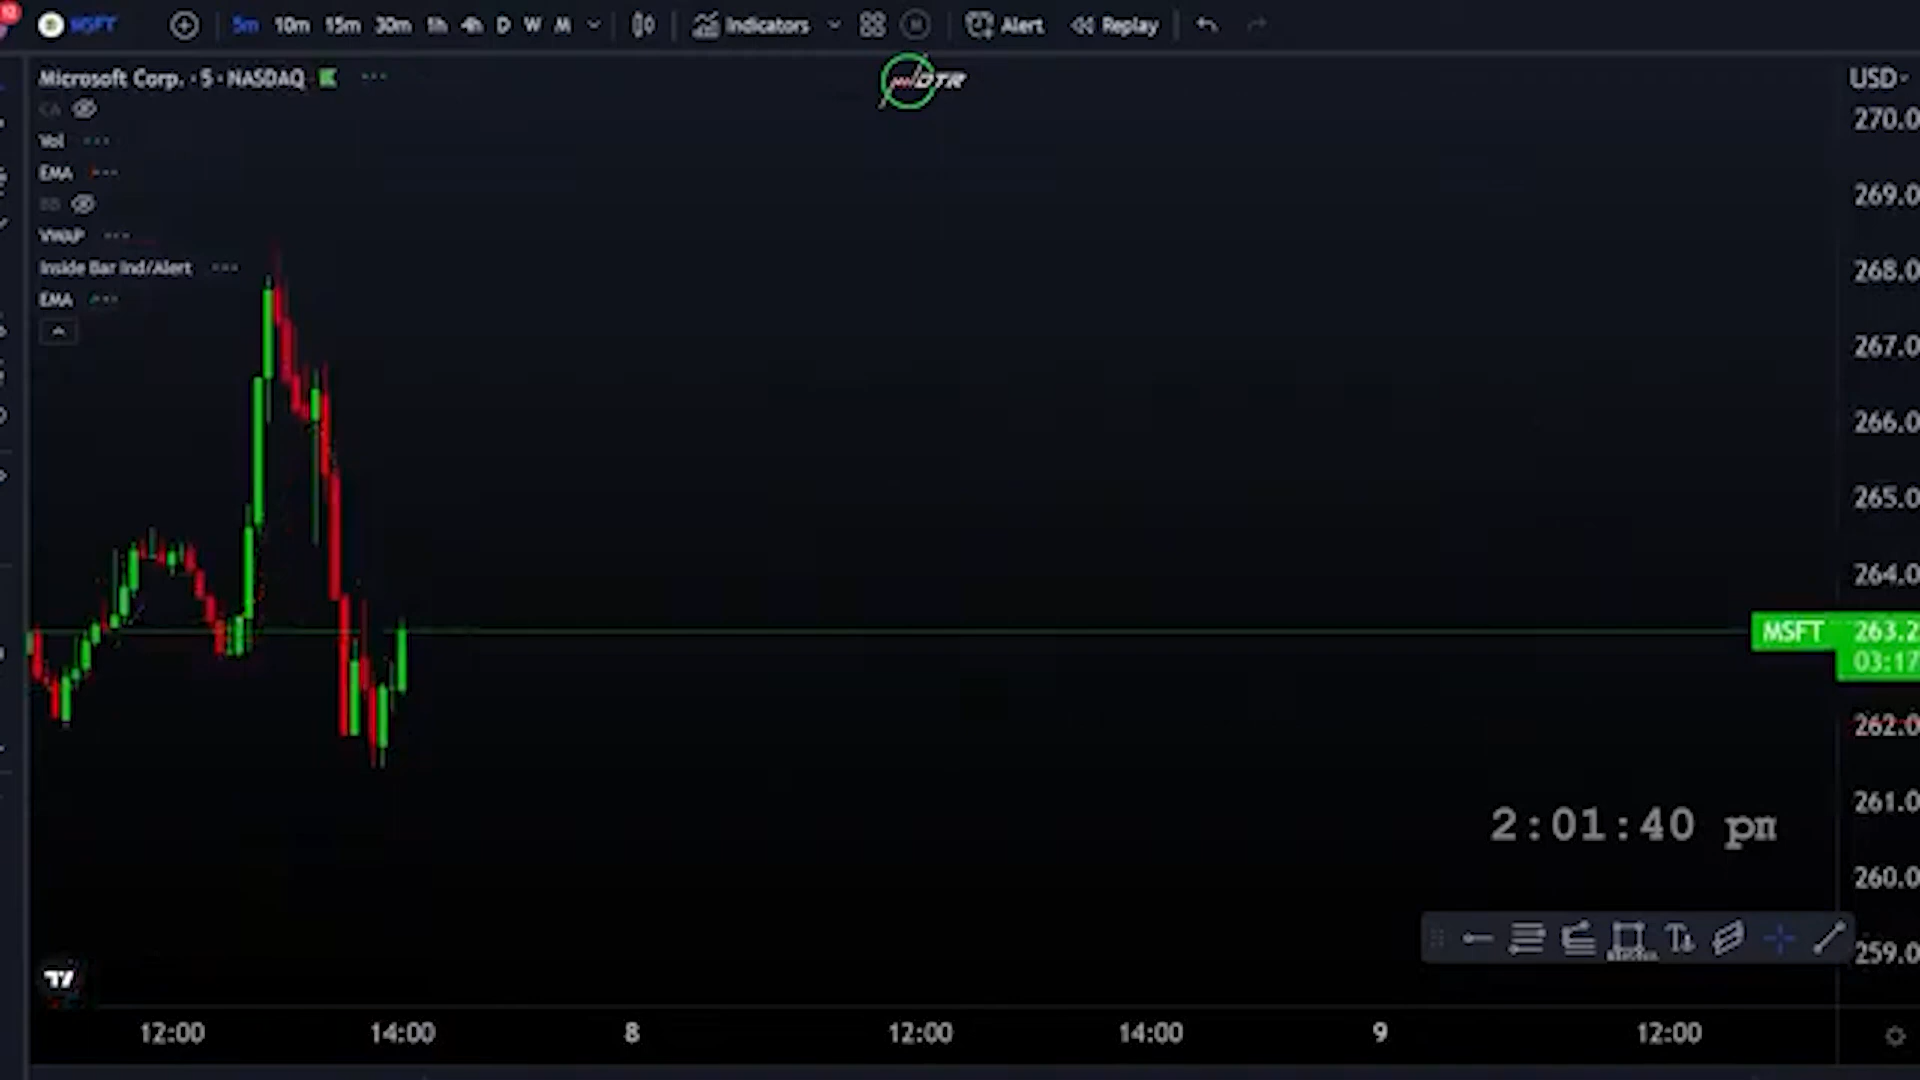 MSFT 5m 10m 15m 30m 1h 4h D W M Indicators Alert Replay
Microsoft Corp. · 5 · NASDAQ
DTR
USD
Vol
EMA
BB
VWAP
Inside Bar Ind/Alert
EMA
270.0
269.0
268.0
267.0
266.0
265.0
264.0
MSFT 263.2
03:17
262.0
261.0
260.0
259.0
2:01:40 pm
12:00 14:00 8 12:00 14:00 9 12:00